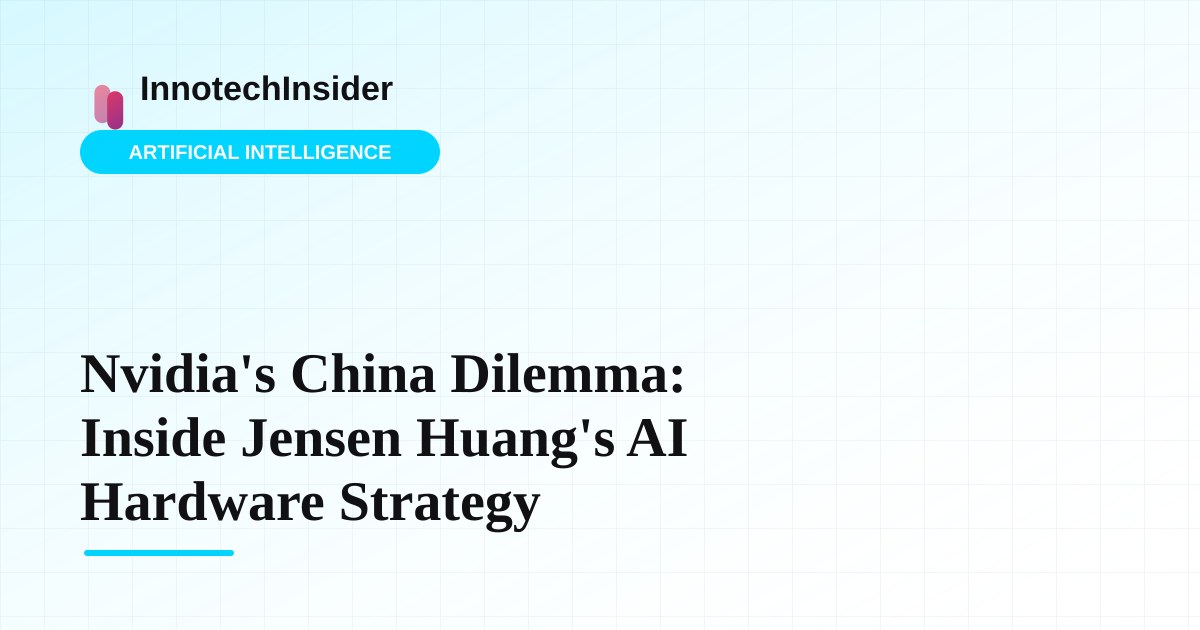 InnotechInsider
ARTIFICIAL INTELLIGENCE
Nvidia's China Dilemma:
Inside Jensen Huang's AI
Hardware Strategy